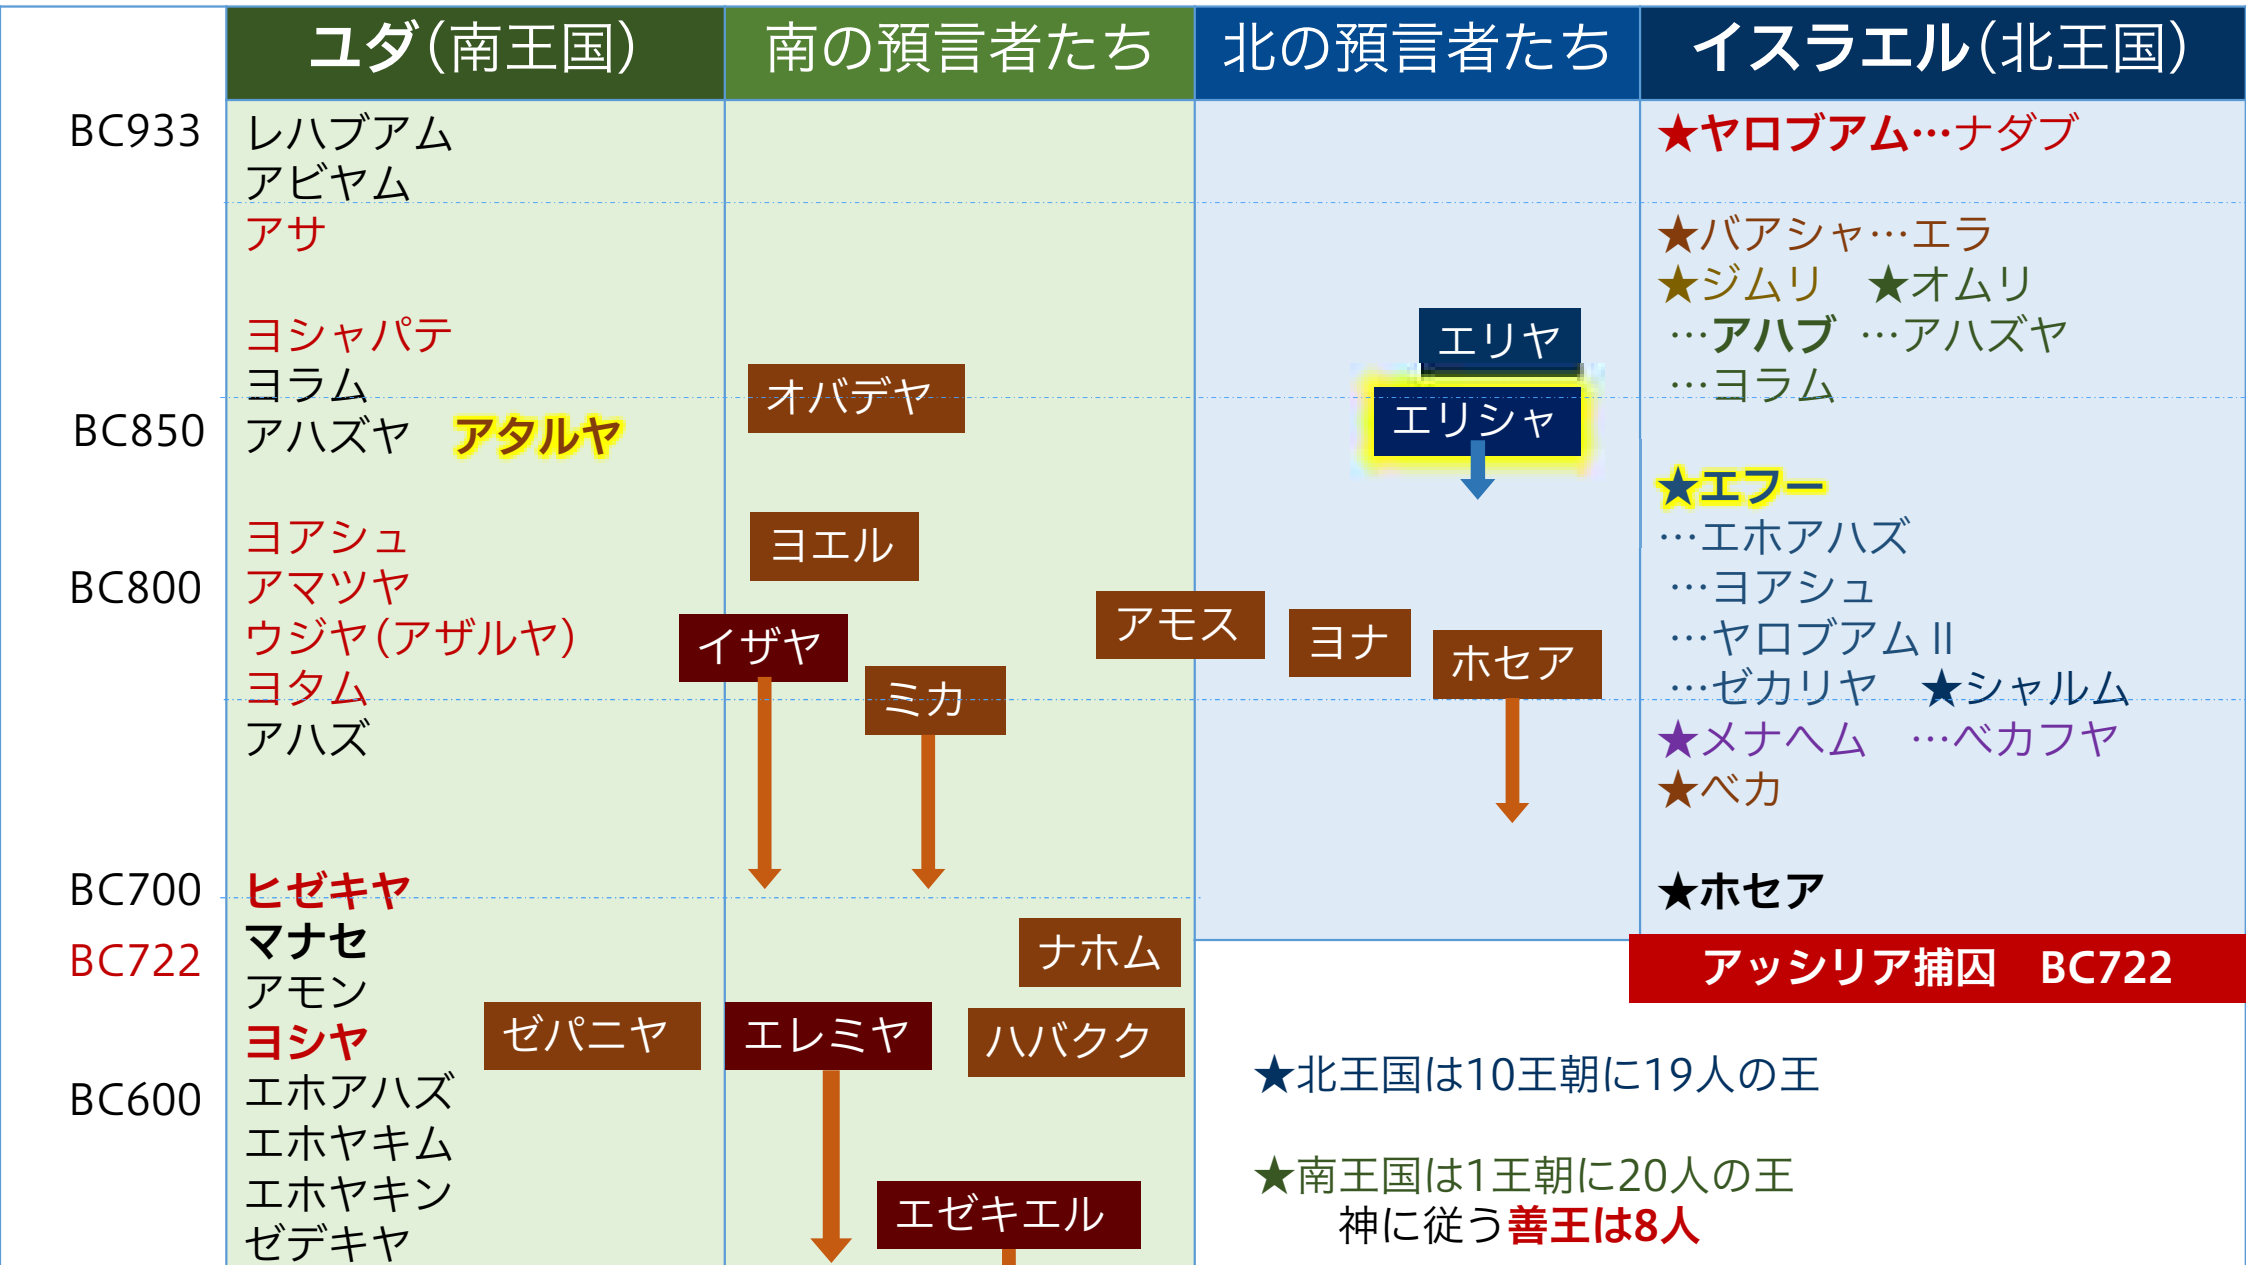 ユダ(南王国)
南の預言者たち
北の預言者たち
イスラエル(北王国)
BC933
レハブアム
★ヤロブアム…ナダブ
アビヤム
アサ
★バアシャ…エラ
★ジムリ ★オムリ
ヨシャパテ
エリヤ
…アハブ …アハズヤ
ヨラム
オバデヤ
…ヨラム
BC850
アハズヤ アタルヤ
エリシャ
★エフー
ヨアシュ
ヨエル
…エホアハズ
BC800
アマツヤ
…ヨアシュ
ウジヤ(アザルヤ)
イザヤ
アモス
ヨナ
ホセア
…ヤロブアムⅡ
ヨタム
ミカ
…ゼカリヤ ★シャルム
アハズ
★メナヘム …ベカフヤ
★ベカ
BC700
ヒゼキヤ
★ホセア
マナセ
BC722
ナホム
アッシリア捕囚 BC722
アモン
ヨシヤ
ゼパニヤ
エレミヤ
ハバクク
エホアハズ
★北王国は10王朝に19人の王
BC600
エホヤキム
エホヤキン
★南王国は1王朝に20人の王
エゼキエル
神に従う善王は8人
ゼデキヤ